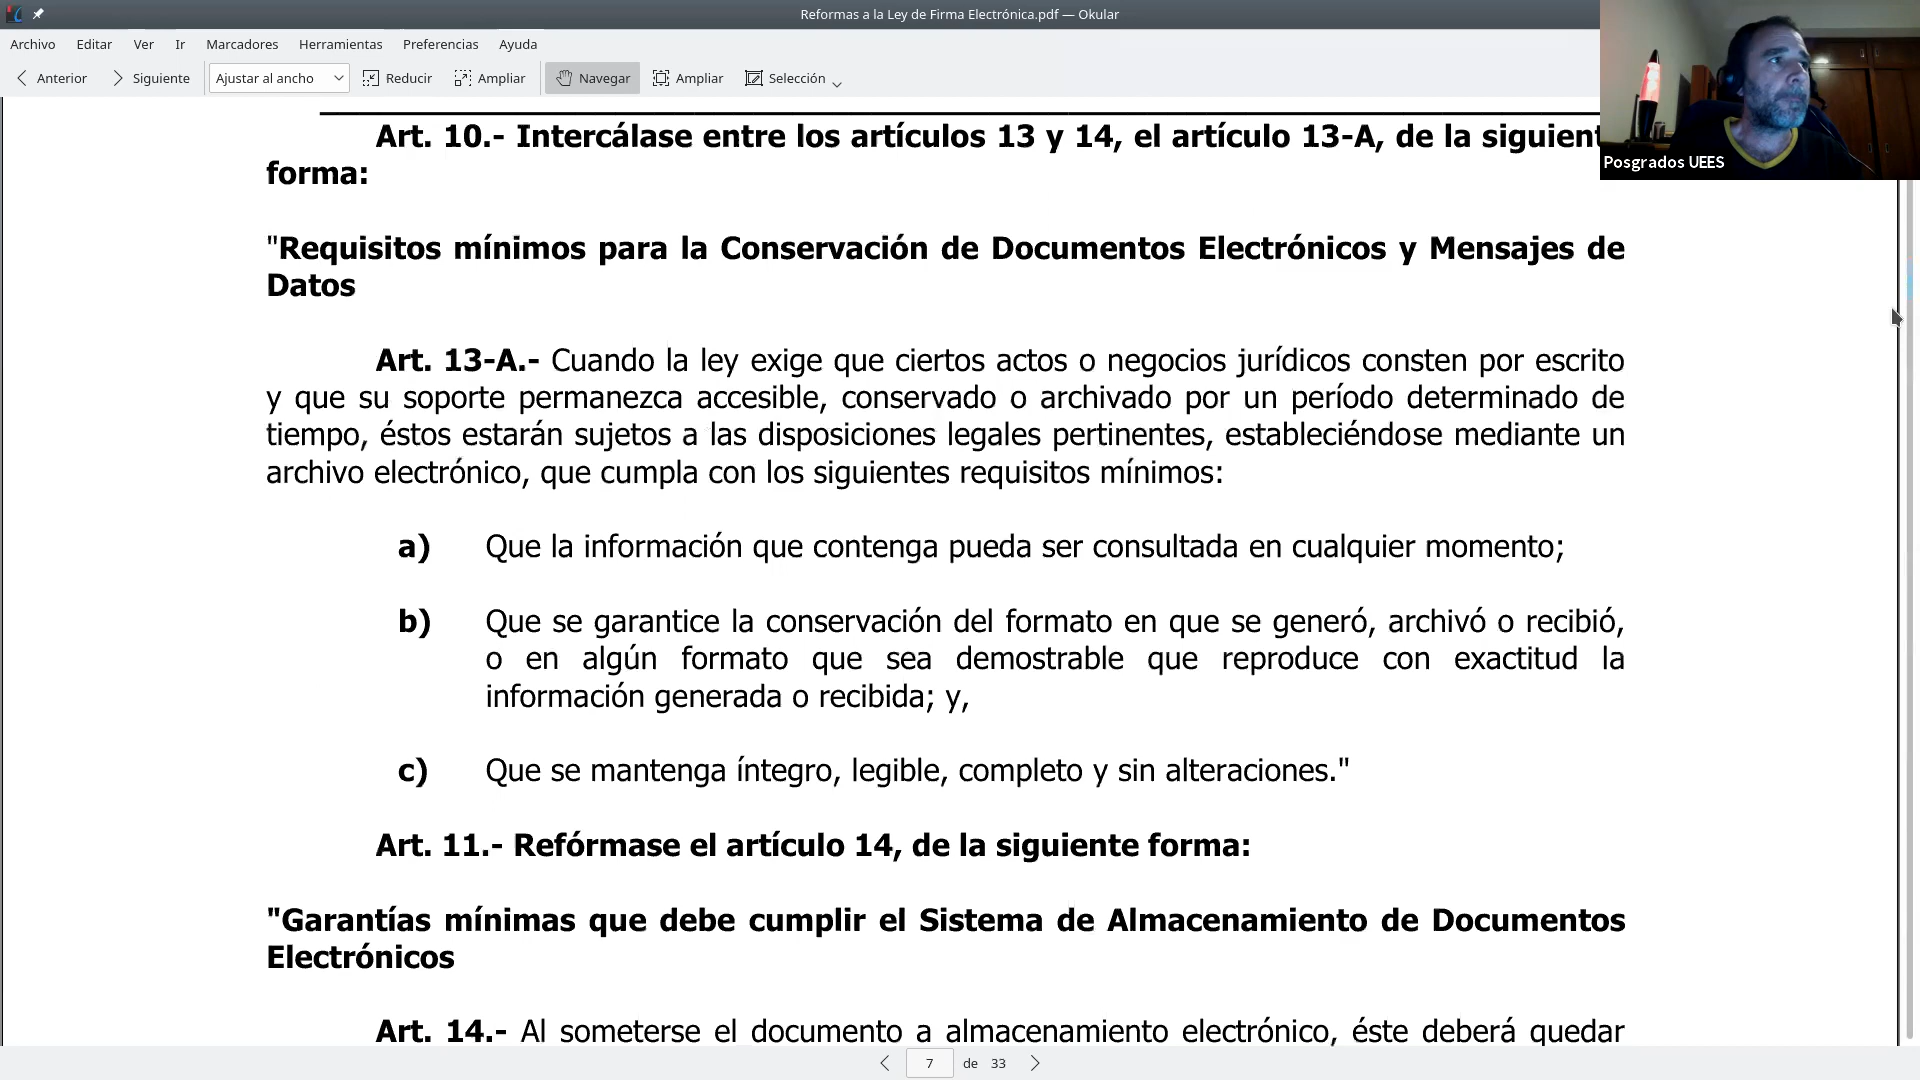 Reformas a la Ley de Firma Electrónica.pdf — Okular
Archivo Editar Ver Ir Marcadores Herramientas Preferencias Ayuda
Anterior Siguiente Ajustar al ancho Reducir Ampliar Navegar Ampliar Selección
Posgrados UEES
Art. 10.- Intercálase entre los artículos 13 y 14, el artículo 13-A, de la
forma:
"Requisitos mínimos para la Conservación de Documentos Electrónicos y Mensajes de
Datos
Art. 13-A.- Cuando la ley exige que ciertos actos o negocios jurídicos consten por escrito
y que su soporte permanezca accesible, conservado o archivado por un período determinado de
tiempo, éstos estarán sujetos a las disposiciones legales pertinentes, estableciéndose mediante un
archivo electrónico, que cumpla con los siguientes requisitos mínimos:
a) Que la información que contenga pueda ser consultada en cualquier momento;
b) Que se garantice la conservación del formato en que se generó, archivó o recibió,
o en algún formato que sea demostrable que reproduce con exactitud la
información generada o recibida; y,
c) Que se mantenga íntegro, legible, completo y sin alteraciones."
Art. 11.- Refórmase el artículo 14, de la siguiente forma:
"Garantías mínimas que debe cumplir el Sistema de Almacenamiento de Documentos
Electrónicos
Art. 14.- Al someterse el documento a almacenamiento electrónico, éste deberá quedar
7 de 33